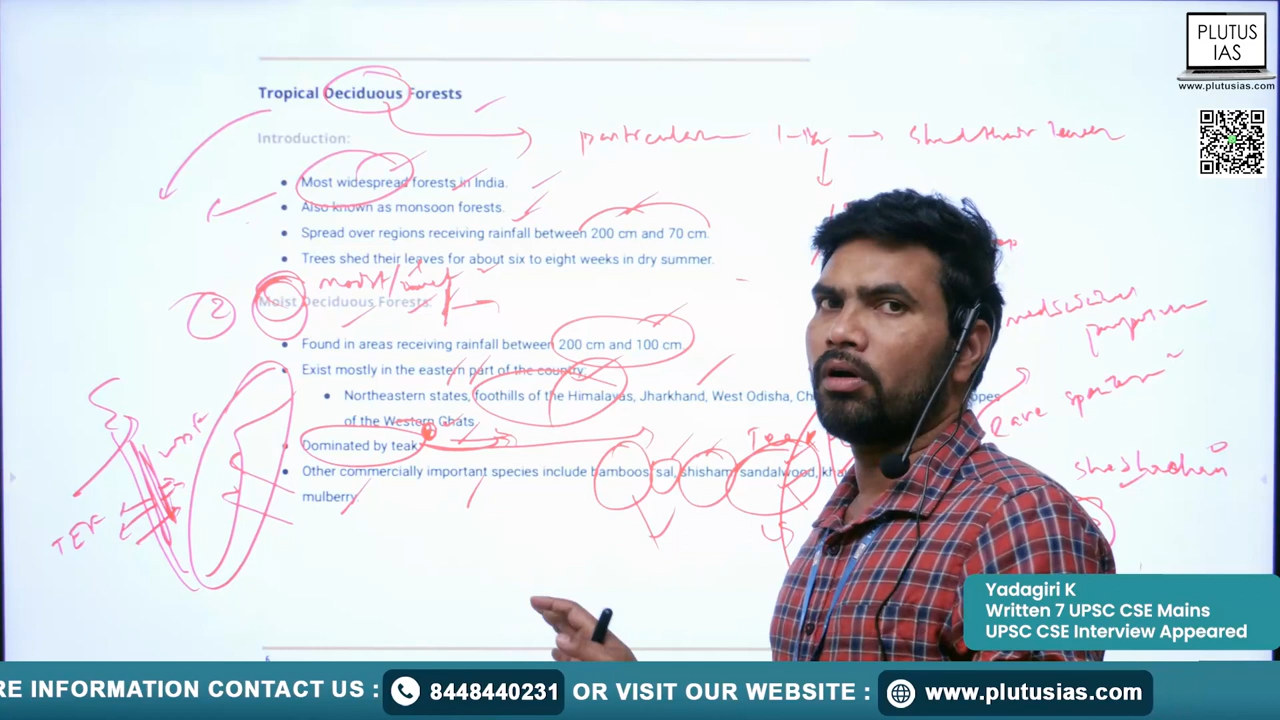 PLUTUS
IAS
www.plutusias.com
Tropical Deciduous Forests
particular → shed their leaves
Introduction:
Most widespread forests in India.
Also known as monsoon forests.
Spread over regions receiving rainfall between 200 cm and 70 cm.
Trees shed their leaves for about six to eight weeks in dry summer.
moist/
2
Moist Deciduous Forests:
Found in areas receiving rainfall between 200 cm and 100 cm.
Exist mostly in the eastern part of the country:
Northeastern states, foothills of the Himalayas, Jharkhand, West Odisha,
of the Western Ghats.
Dominated by teak
Other commercially important species include bamboos, sal, shisham, sandalwood,
mulberry.
TEF
Yadagiri K
Written 7 UPSC CSE Mains
UPSC CSE Interview Appeared
RE INFORMATION CONTACT US : 8448440231 OR VISIT OUR WEBSITE : www.plutusias.com